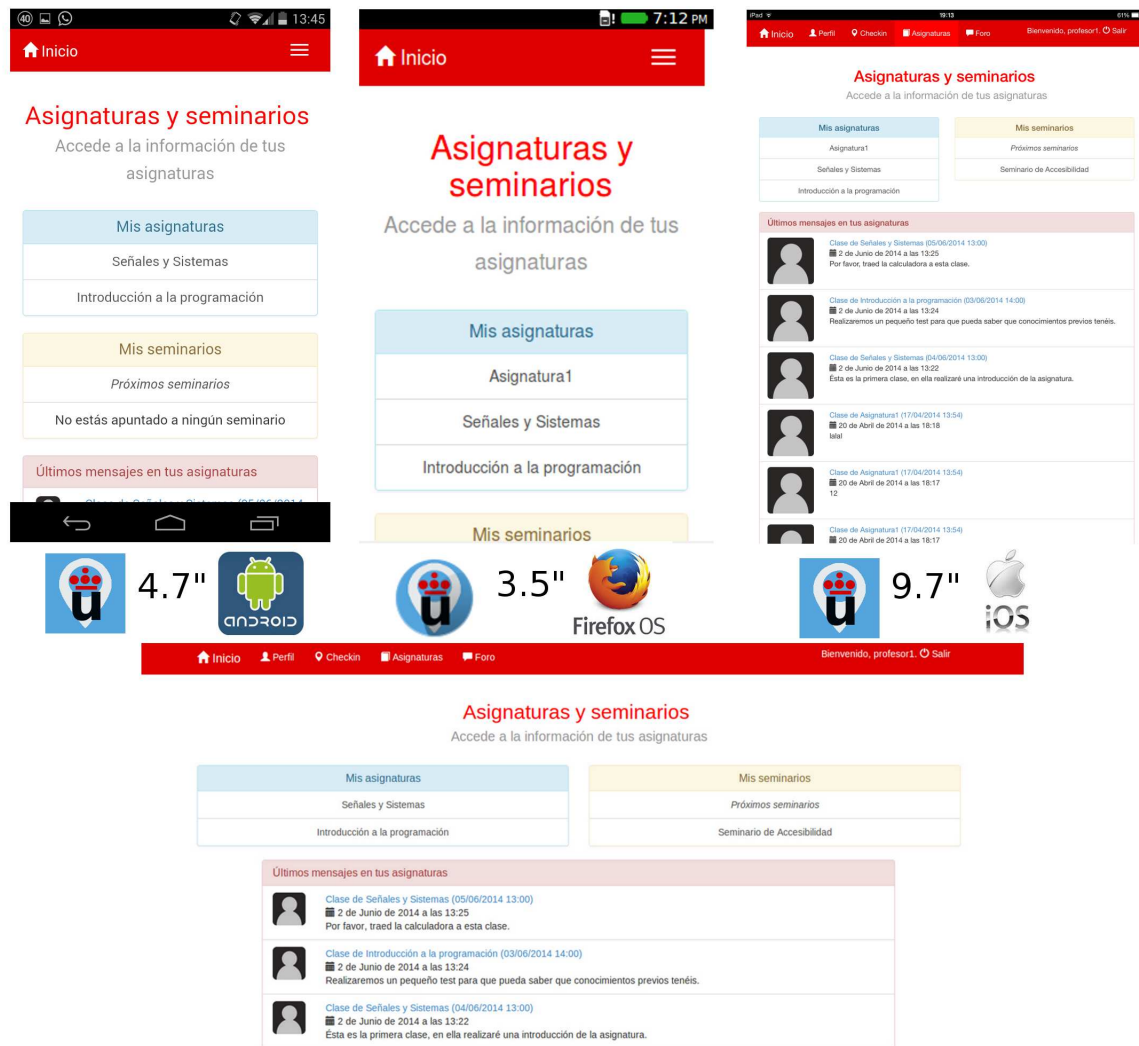 40
13:45
Inicio
Asignaturas y seminarios
Accede a la información de tus
asignaturas
Mis asignaturas
Señales y Sistemas
Introducción a la programación
Mis seminarios
Próximos seminarios
No estás apuntado a ningún seminario
Últimos mensajes en tus asignaturas
Clase de Señales y Sistemas (05/06/2014
7:12 PM
Inicio
Asignaturas y
seminarios
Accede a la información de tus
asignaturas
Mis asignaturas
Asignatura1
Señales y Sistemas
Introducción a la programación
Mis seminarios
iPad 19:13 61%
Inicio Perfil Checkin Asignaturas Foro Bienvenido, profesor1. Salir
Asignaturas y seminarios
Accede a la información de tus asignaturas
Mis asignaturas
Asignatura1
Señales y Sistemas
Introducción a la programación
Mis seminarios
Próximos seminarios
Seminario de Accesibilidad
Últimos mensajes en tus asignaturas
Clase de Señales y Sistemas (05/06/2014 13:00)
2 de Junio de 2014 a las 13:25
Por favor, traed la calculadora a esta clase.
Clase de Introducción a la programación (03/06/2014 14:00)
2 de Junio de 2014 a las 13:24
Realizaremos un pequeño test para que pueda saber que conocimientos previos tenéis.
Clase de Señales y Sistemas (04/06/2014 13:00)
2 de Junio de 2014 a las 13:22
Ésta es la primera clase, en ella realizaré una introducción de la asignatura.
Clase de Asignatura1 (17/04/2014 13:54)
20 de Abril de 2014 a las 18:18
lalal
Clase de Asignatura1 (17/04/2014 13:54)
20 de Abril de 2014 a las 18:17
12
Clase de Asignatura1 (17/04/2014 13:54)
20 de Abril de 2014 a las 18:17
u 4.7" ANDROID
u 3.5" Firefox OS
u 9.7" iOS
Inicio Perfil Checkin Asignaturas Foro Bienvenido, profesor1. Salir
Asignaturas y seminarios
Accede a la información de tus asignaturas
Mis asignaturas
Señales y Sistemas
Introducción a la programación
Mis seminarios
Próximos seminarios
Seminario de Accesibilidad
Últimos mensajes en tus asignaturas
Clase de Señales y Sistemas (05/06/2014 13:00)
2 de Junio de 2014 a las 13:25
Por favor, traed la calculadora a esta clase.
Clase de Introducción a la programación (03/06/2014 14:00)
2 de Junio de 2014 a las 13:24
Realizaremos un pequeño test para que pueda saber que conocimientos previos tenéis.
Clase de Señales y Sistemas (04/06/2014 13:00)
2 de Junio de 2014 a las 13:22
Ésta es la primera clase, en ella realizaré una introducción de la asignatura.